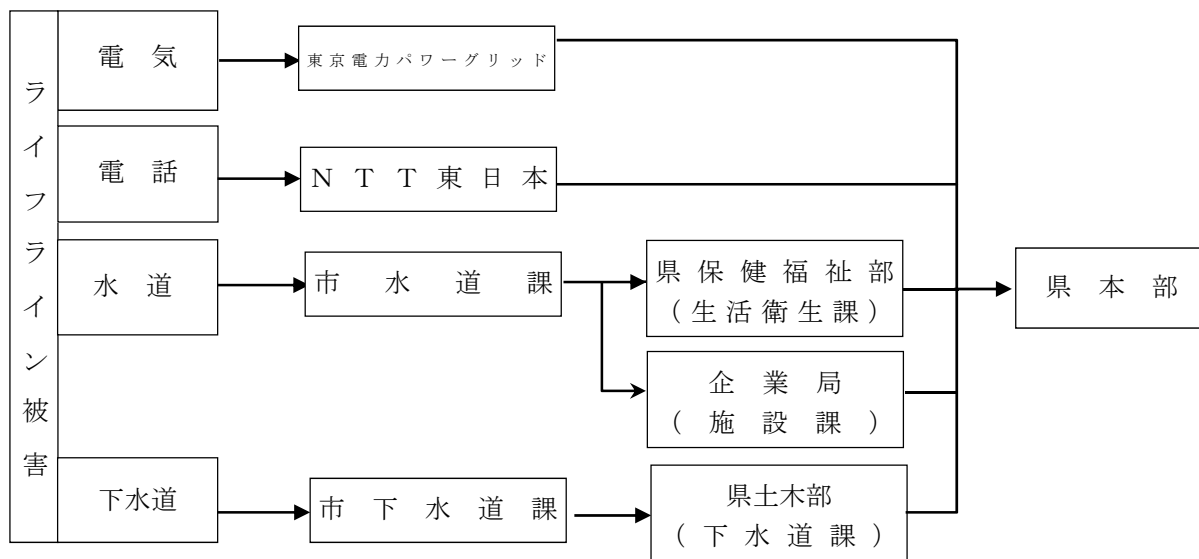 ライフライン被害
電気
東京電力パワーグリッド
電話
NTT東日本
水道
市水道課
県保健福祉部
(生活衛生課)
県本部
企業局
(施設課)
下水道
市下水道課
県土木部
(下水道課)